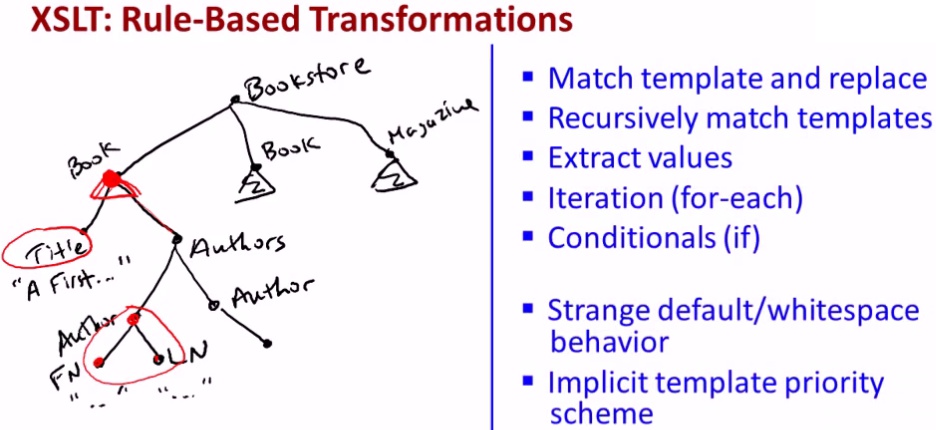 XSLT: Rule-Based Transformations
Bookstore
Book
Book
Magazine
Title
"A First..."
Authors
Author
Author
FN
LN
"..."
"..."
▪ Match template and replace
▪ Recursively match templates
▪ Extract values
▪ Iteration (for-each)
▪ Conditionals (if)
▪ Strange default/whitespace
behavior
▪ Implicit template priority
scheme